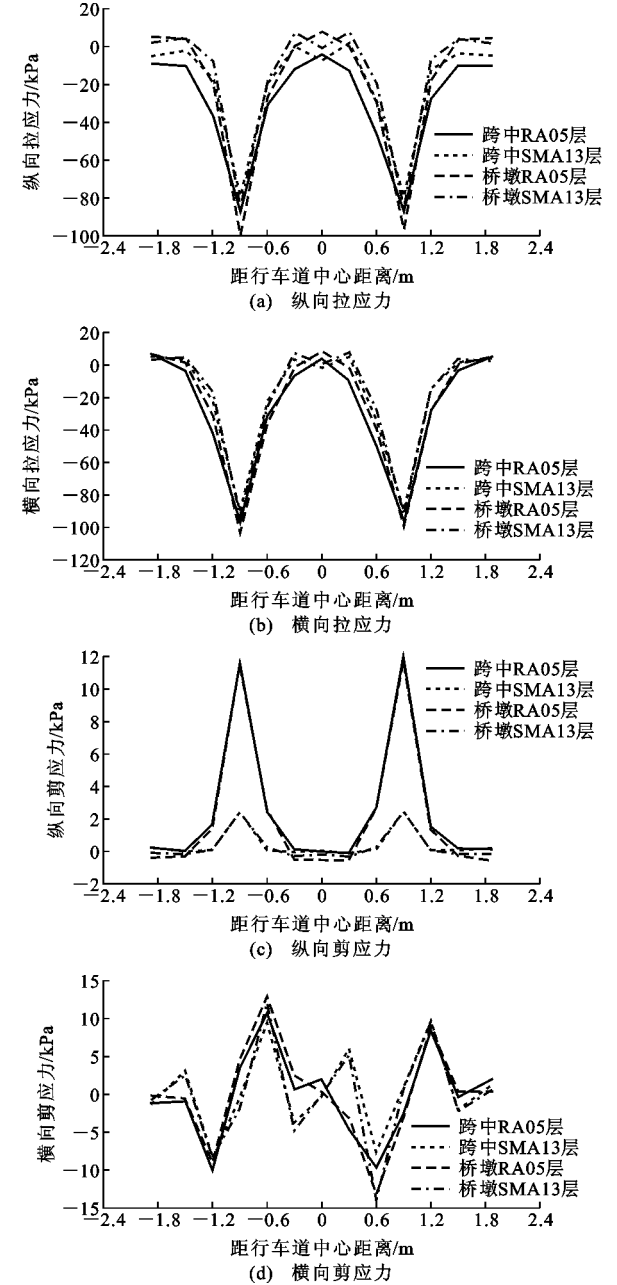 20
0
−20
−40
−60
−80
−100
纵向拉应力/kPa
跨中RA05层
跨中SMA13层
桥墩RA05层
桥墩SMA13层
−2.4 −1.8 −1.2 −0.6 0 0.6 1.2 1.8 2.4
距行车道中心距离/m
(a) 纵向拉应力
20
0
−20
−40
−60
−80
−100
−120
横向拉应力/kPa
跨中RA05层
跨中SMA13层
桥墩RA05层
桥墩SMA13层
−2.4 −1.8 −1.2 −0.6 0 0.6 1.2 1.8 2.4
距行车道中心距离/m
(b) 横向拉应力
12
10
8
6
4
2
0
−2
纵向剪应力/kPa
跨中RA05层
跨中SMA13层
桥墩RA05层
桥墩SMA13层
−2.4 −1.8 −1.2 −0.6 0 0.6 1.2 1.8 2.4
距行车道中心距离/m
(c) 纵向剪应力
15
10
5
0
−5
−10
−15
横向剪应力/kPa
跨中RA05层
跨中SMA13层
桥墩RA05层
桥墩SMA13层
−2.4 −1.8 −1.2 −0.6 0 0.6 1.2 1.8 2.4
距行车道中心距离/m
(d) 横向剪应力